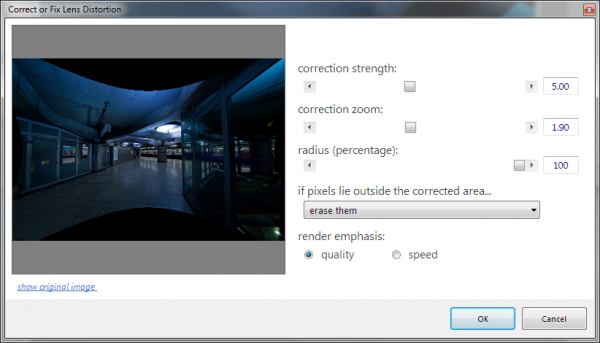 Correct or Fix Lens Distortion
correction strength:
5.00
correction zoom:
1.90
radius (percentage):
100
if pixels lie outside the corrected area...
erase them
render emphasis:
quality
speed
show original image
OK
Cancel